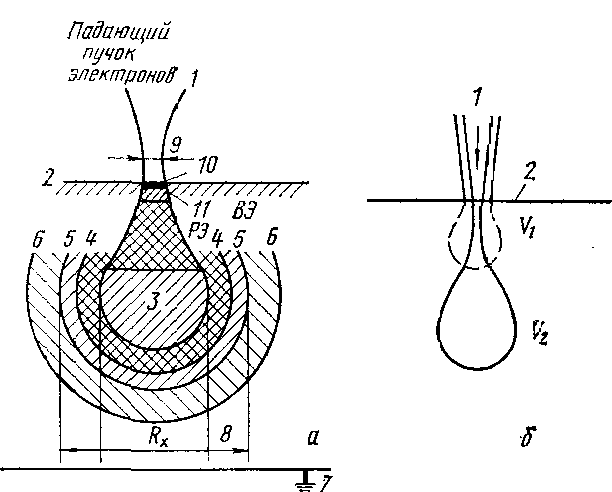 Падающий
пучок
электронов
1
9
10
2
11
ВЭ
РЭ
6 5 4
4 5 6
3
Rx
8
а
7
1
2
V1
V2
б